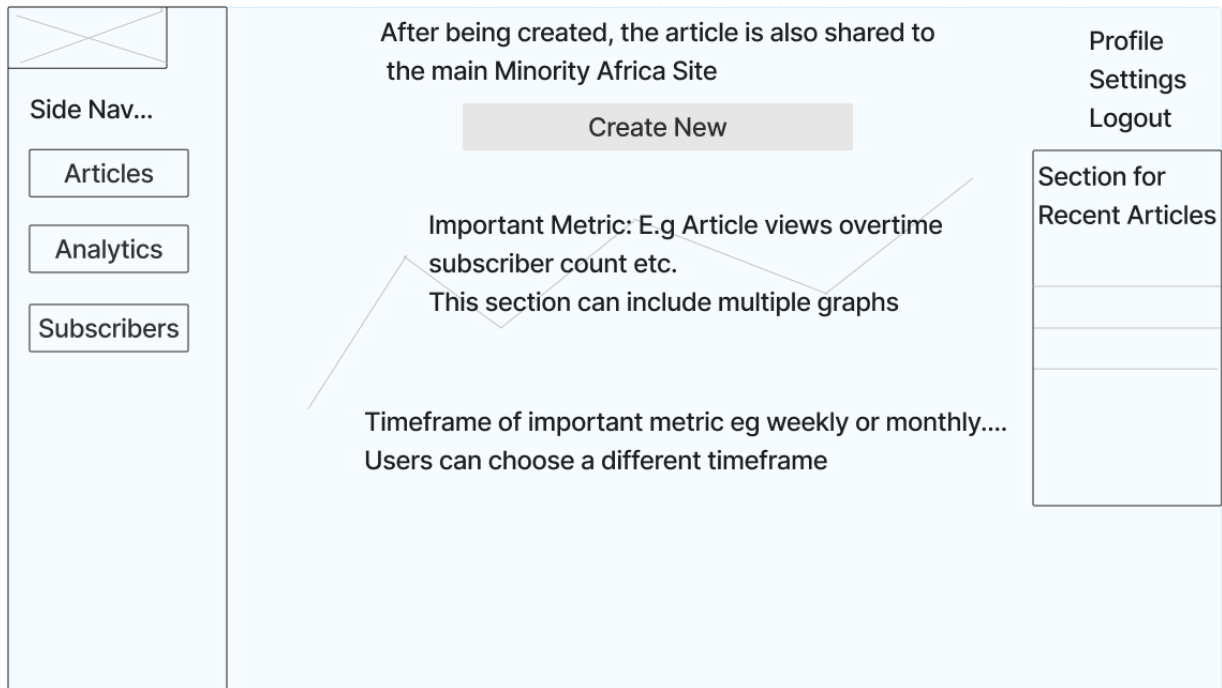 Side Nav...
Articles
Analytics
Subscribers
After being created, the article is also shared to
the main Minority Africa Site
Create New
Important Metric: E.g Article views overtime
subscriber count etc.
This section can include multiple graphs
Timeframe of important metric eg weekly or monthly....
Users can choose a different timeframe
Profile
Settings
Logout
Section for
Recent Articles